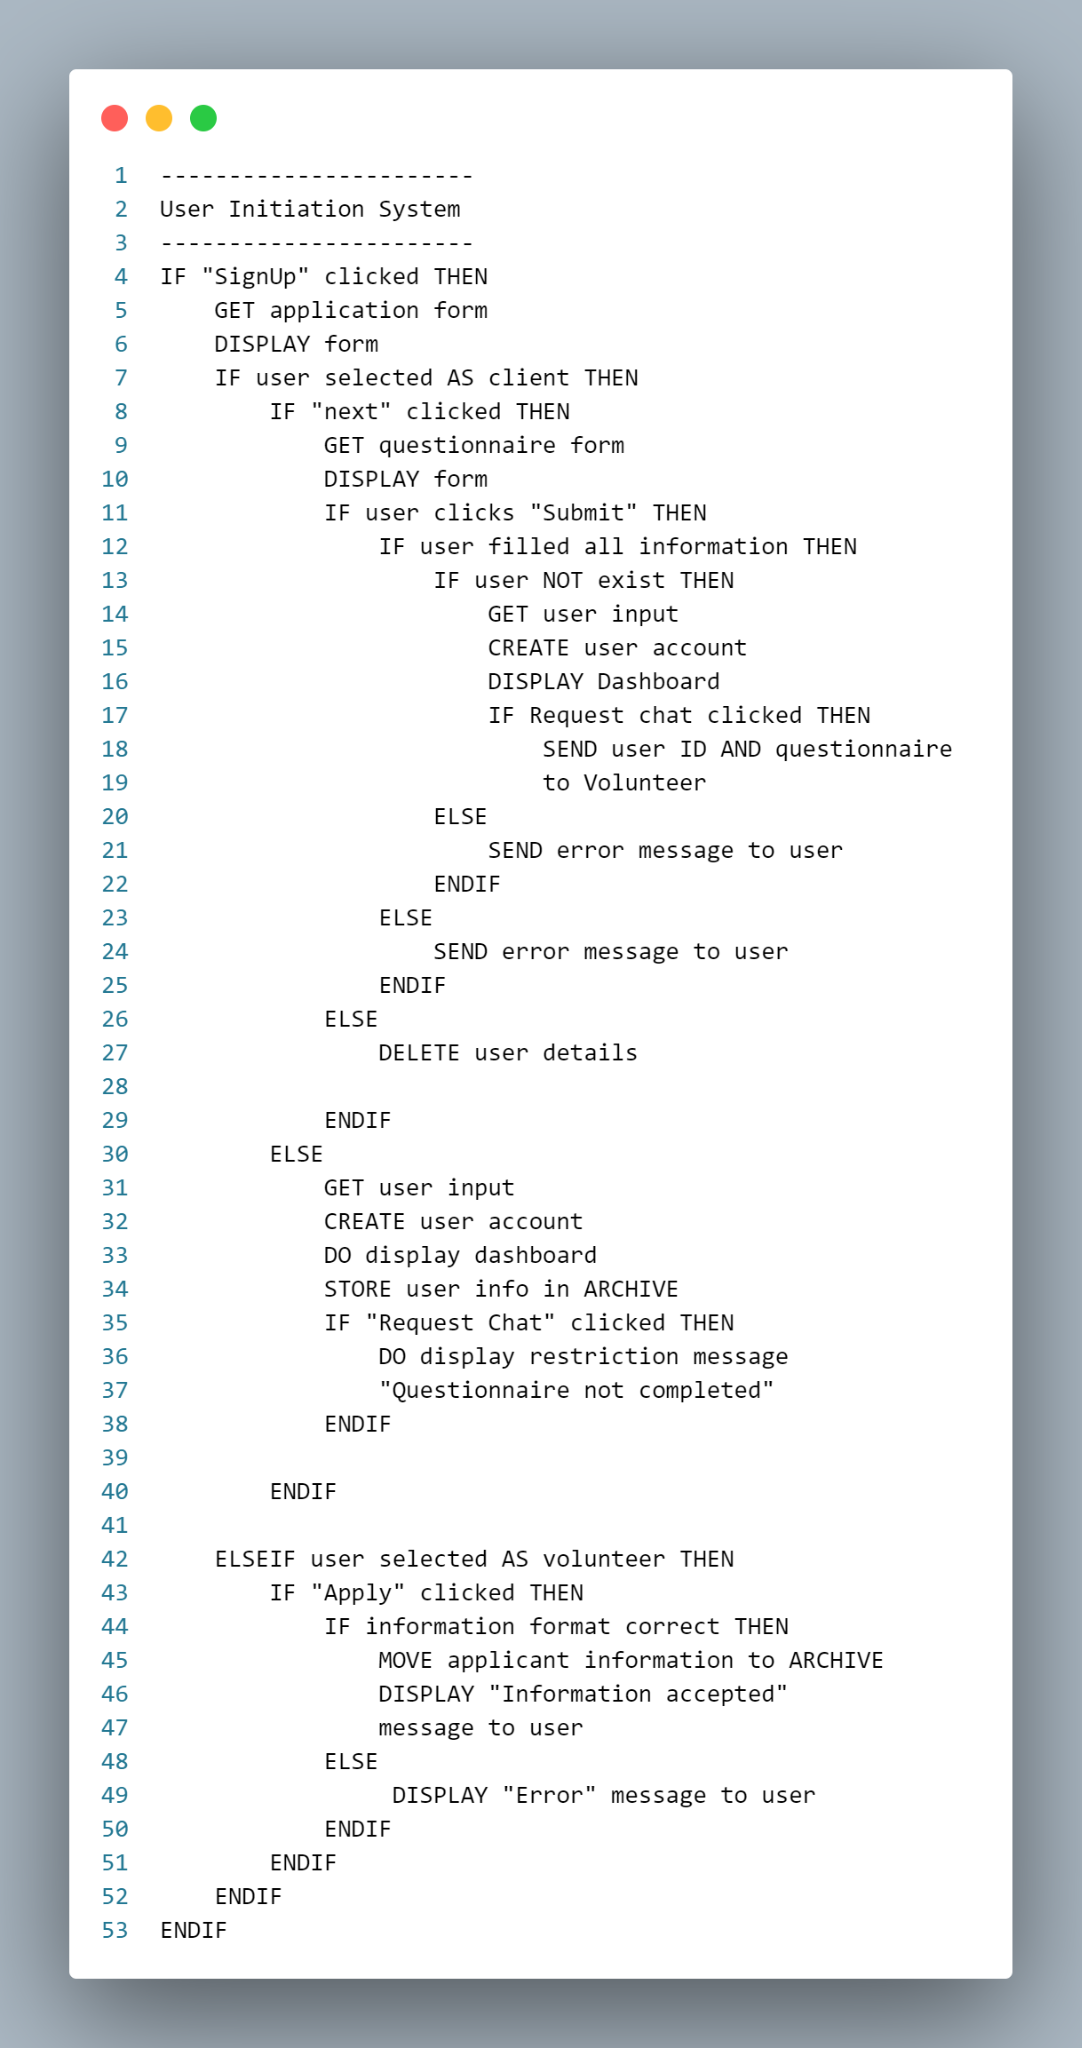 1 -----------------------
2 User Initiation System
3 -----------------------
4 IF "SignUp" clicked THEN
5     GET application form
6     DISPLAY form
7     IF user selected AS client THEN
8         IF "next" clicked THEN
9             GET questionnaire form
10             DISPLAY form
11             IF user clicks "Submit" THEN
12                 IF user filled all information THEN
13                     IF user NOT exist THEN
14                         GET user input
15                         CREATE user account
16                         DISPLAY Dashboard
17                         IF Request chat clicked THEN
18                             SEND user ID AND questionnaire
19                             to Volunteer
20                     ELSE
21                         SEND error message to user
22                     ENDIF
23                 ELSE
24                     SEND error message to user
25                 ENDIF
26             ELSE
27                 DELETE user details
28
29             ENDIF
30         ELSE
31             GET user input
32             CREATE user account
33             DO display dashboard
34             STORE user info in ARCHIVE
35             IF "Request Chat" clicked THEN
36                 DO display restriction message
37                 "Questionnaire not completed"
38             ENDIF
39
40         ENDIF
41
42     ELSEIF user selected AS volunteer THEN
43         IF "Apply" clicked THEN
44             IF information format correct THEN
45                 MOVE applicant information to ARCHIVE
46                 DISPLAY "Information accepted"
47                 message to user
48             ELSE
49                  DISPLAY "Error" message to user
50             ENDIF
51         ENDIF
52     ENDIF
53 ENDIF